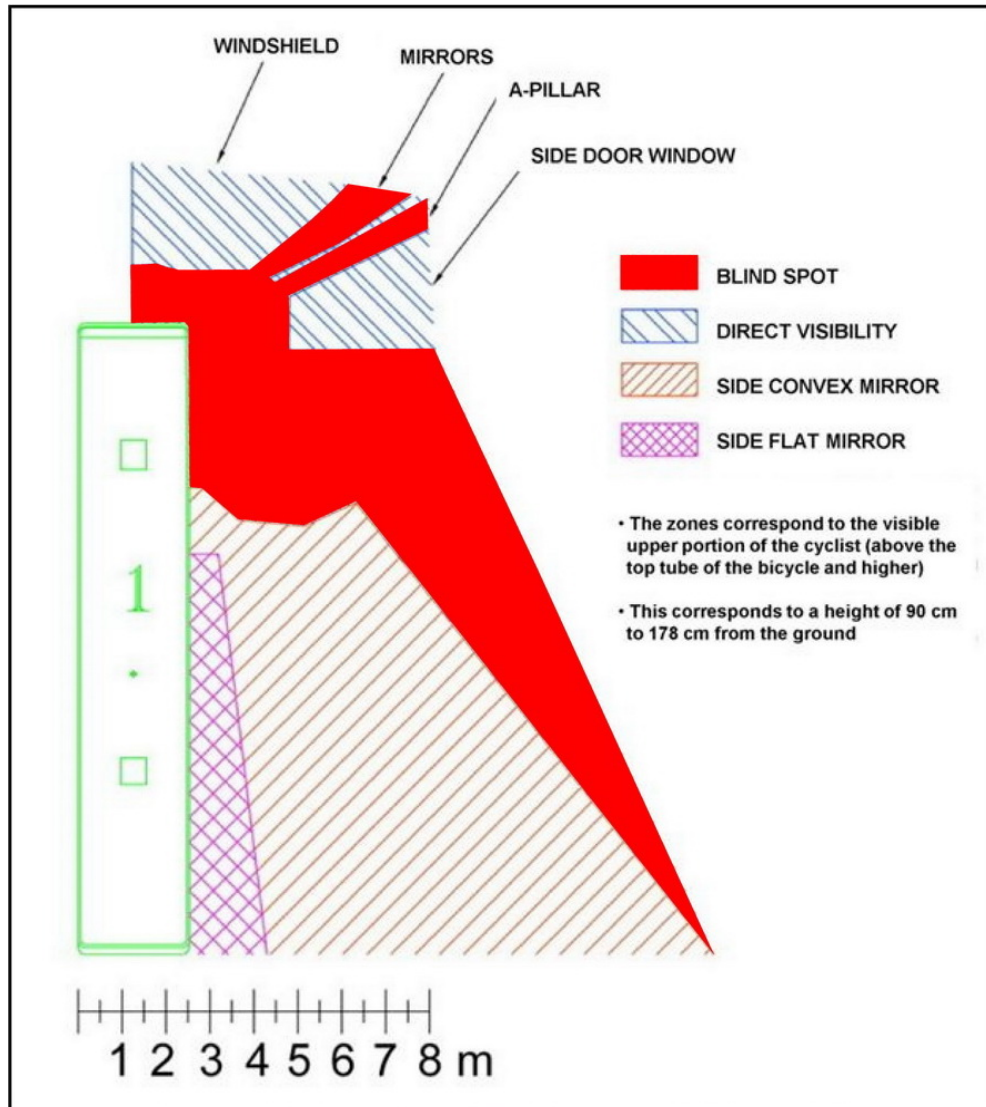 WINDSHIELD
MIRRORS
A-PILLAR
SIDE DOOR WINDOW
BLIND SPOT
DIRECT VISIBILITY
SIDE CONVEX MIRROR
SIDE FLAT MIRROR
• The zones correspond to the visible
upper portion of the cyclist (above the
top tube of the bicycle and higher)
• This corresponds to a height of 90 cm
to 178 cm from the ground
1
1 2 3 4 5 6 7 8 m